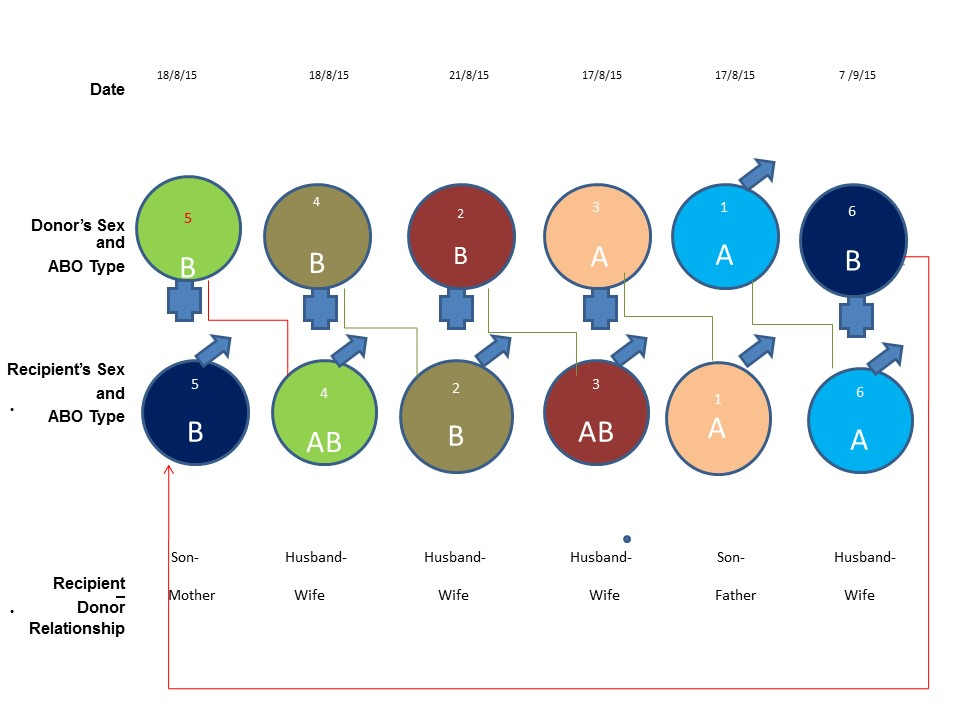 18/8/15 18/8/15 21/8/15 17/8/15 17/8/15 7 /9/15
Date
5 4 2 3 1 6
Donor's Sex
and
ABO Type
B B B A A B
Recipient's Sex
and
ABO Type
5 4 2 3 1 6
B AB B AB A A
Son- Husband- Husband- Husband- Son- Husband-
Mother Wife Wife Wife Father Wife
Recipient
–
Donor
Relationship